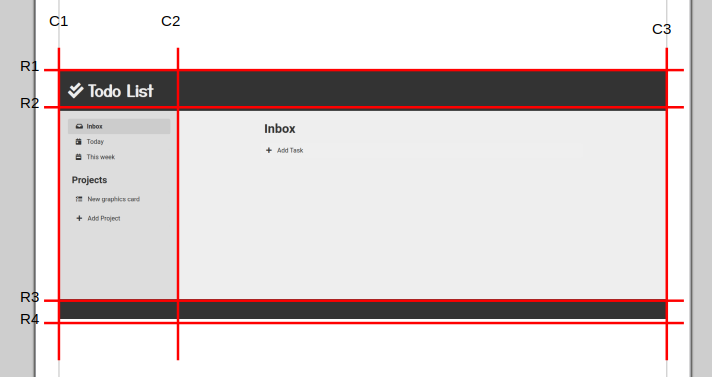 C1
C2
C3
R1
Todo List
R2
Inbox
Today
This week
Projects
New graphics card
Add Project
Inbox
Add Task
R3
R4